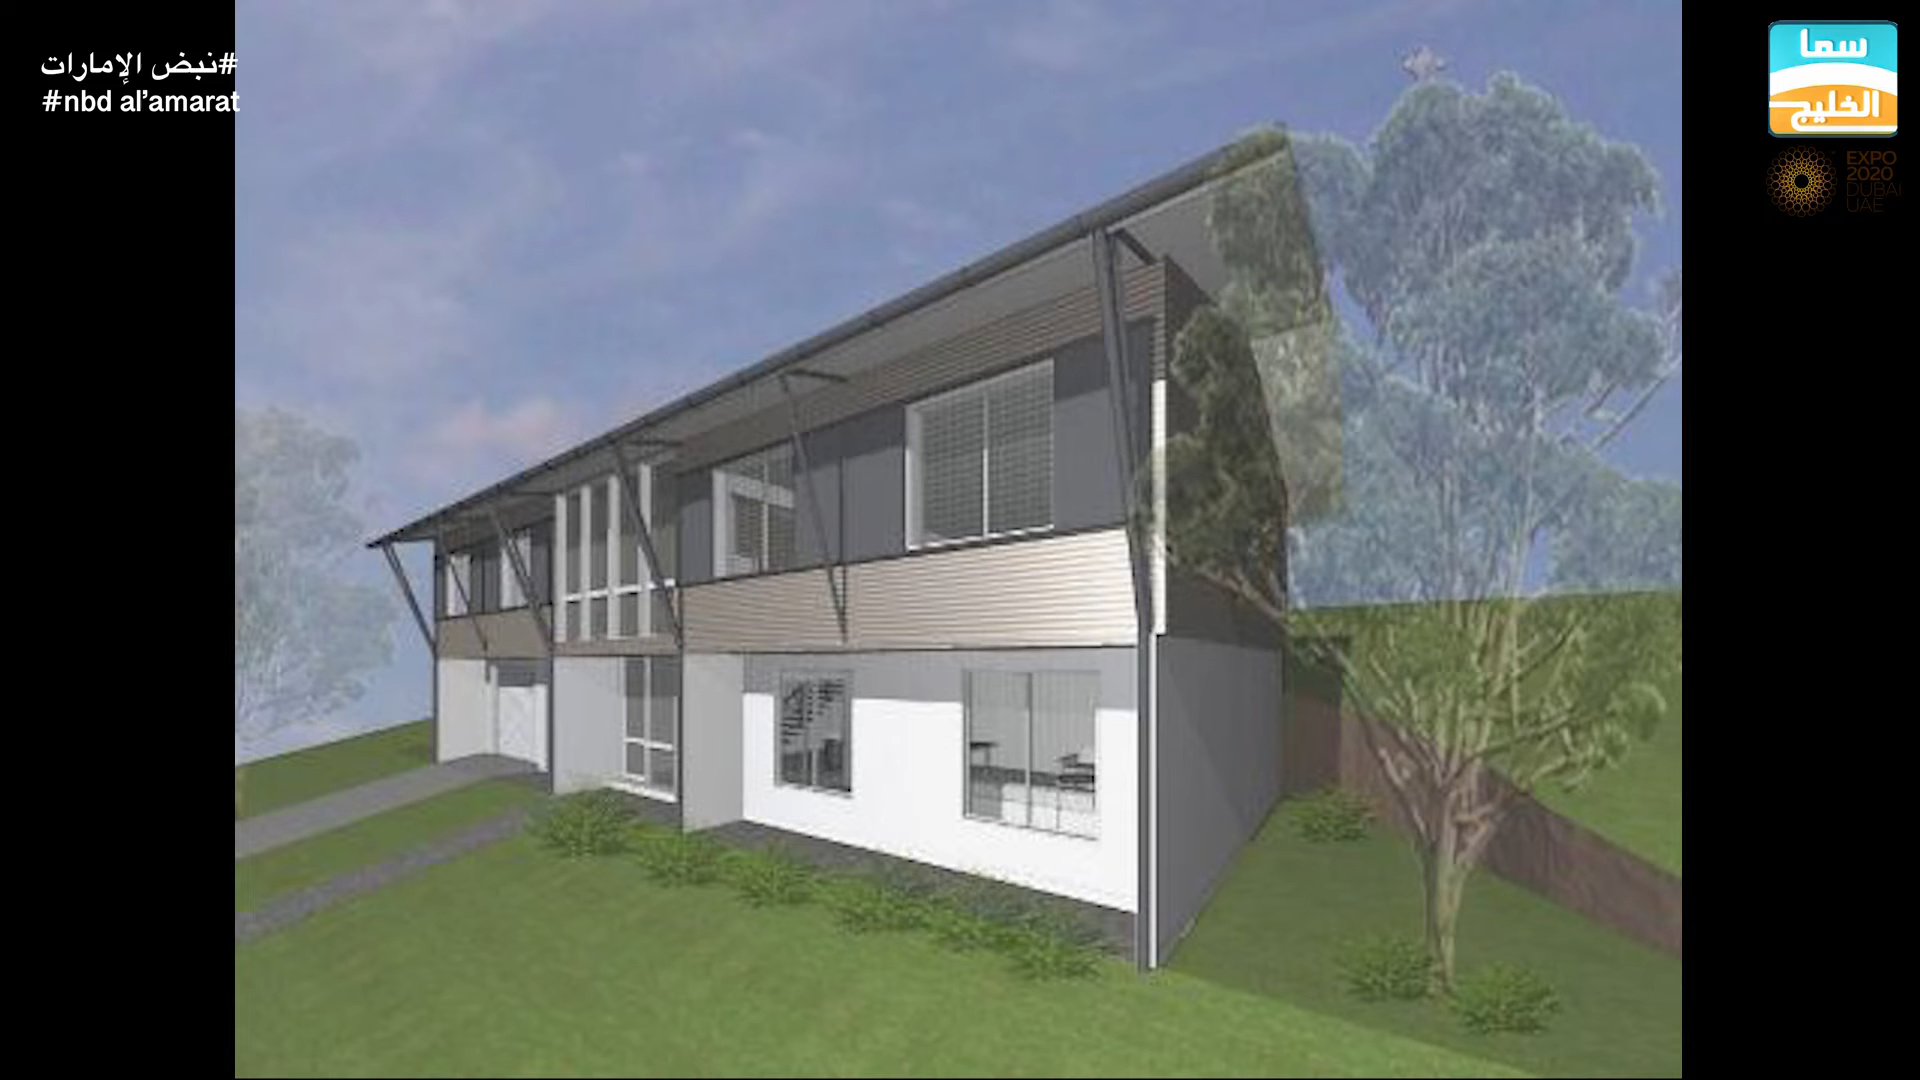 #نبض الإمارات
#nbd al’amarat
سما
الخليج
EXPO
2020
DUBAI
UAE